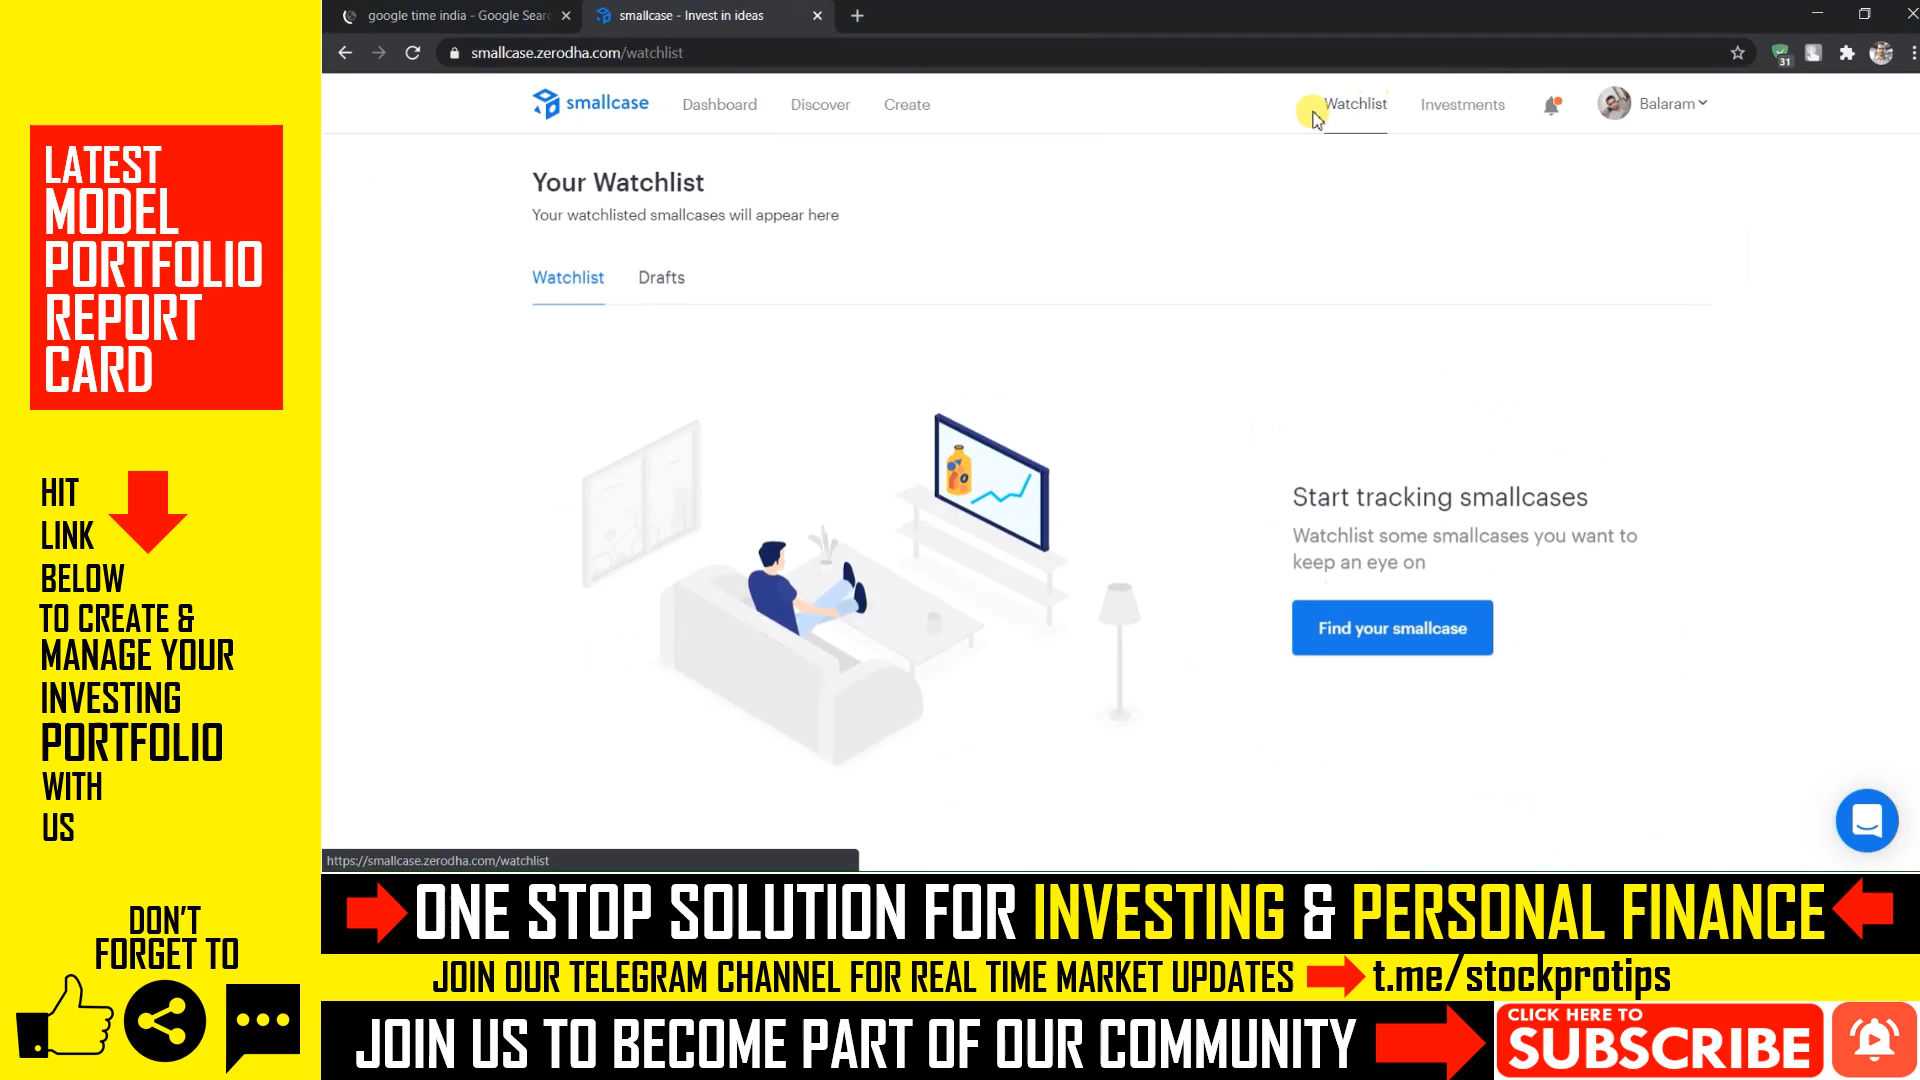 google time india - Google Sear
smallcase - Invest in ideas
smallcase.zerodha.com/watchlist
31
smallcase
Dashboard
Discover
Create
Watchlist
Investments
Balaram
Your Watchlist
Your watchlisted smallcases will appear here
Watchlist
Drafts
Start tracking smallcases
Watchlist some smallcases you want to
keep an eye on
Find your smallcase
https://smallcase.zerodha.com/watchlist
LATEST
MODEL
PORTFOLIO
REPORT
CARD
HIT
LINK
BELOW
TO CREATE &
MANAGE YOUR
INVESTING
PORTFOLIO
WITH
US
DON'T
FORGET TO
ONE STOP SOLUTION FOR INVESTING & PERSONAL FINANCE
JOIN OUR TELEGRAM CHANNEL FOR REAL TIME MARKET UPDATES t.me/stockprotips
JOIN US TO BECOME PART OF OUR COMMUNITY
CLICK HERE TO
SUBSCRIBE